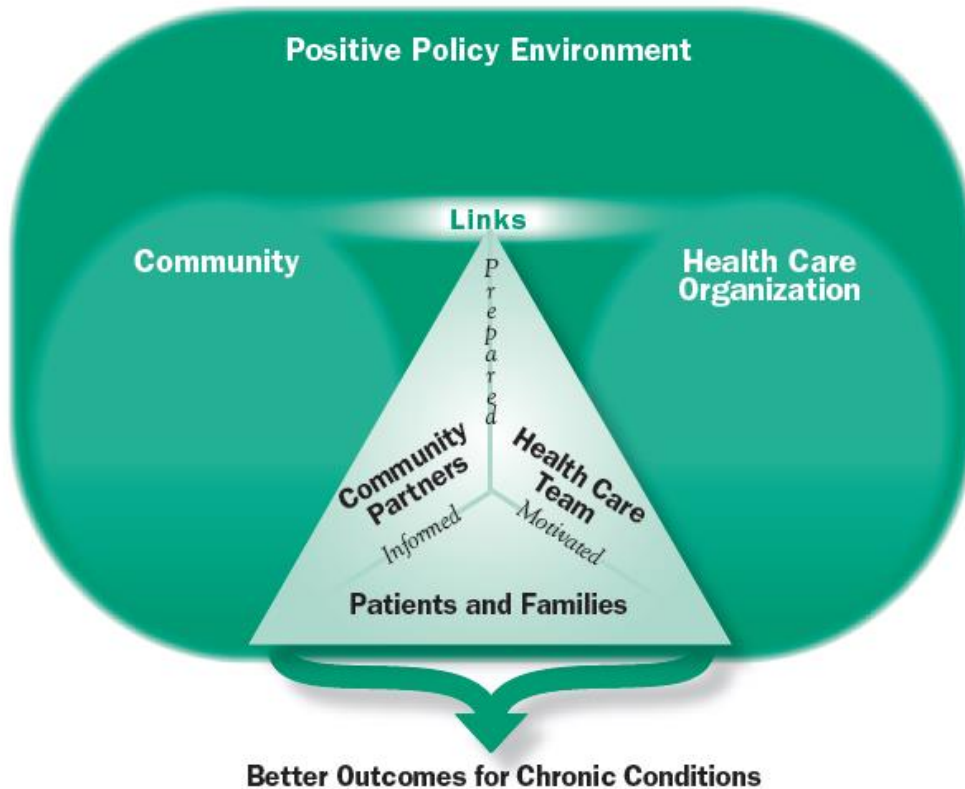 Positive Policy Environment
Links
Community
Health Care
Organization
Prepared
Community
Partners
Health Care
Team
Informed
Motivated
Patients and Families
Better Outcomes for Chronic Conditions